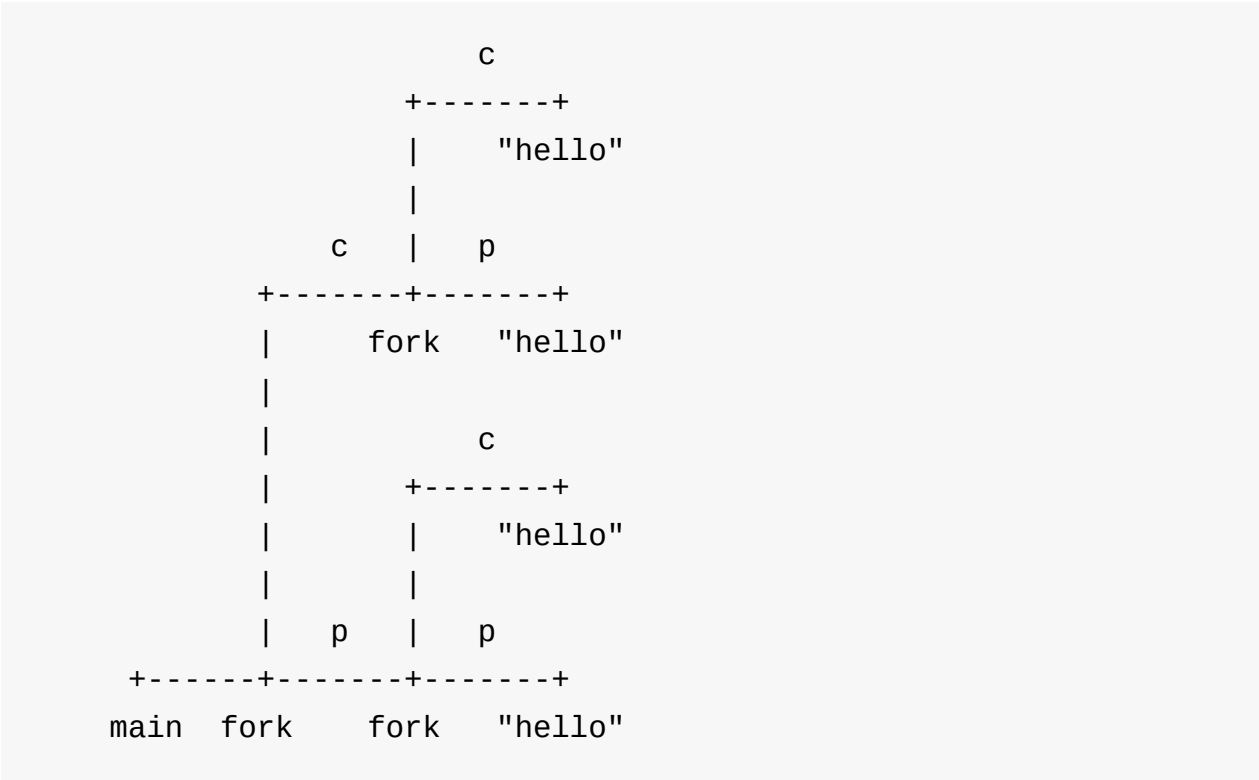 c
                +-------+
                |    "hello"
                |
            c   |   p
        +-------+-------+
        |     fork   "hello"
        |
        |           c
        |       +-------+
        |       |    "hello"
        |       |
        |   p   |   p
 +------+-------+-------+
main  fork    fork   "hello"